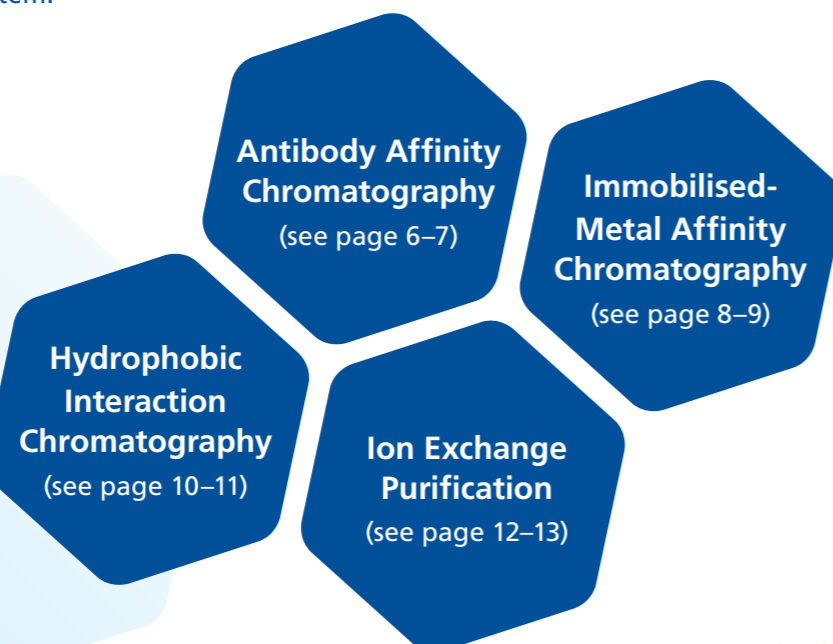 Antibody Affinity
Chromatography
(see page 6–7)
Immobilised-
Metal Affinity
Chromatography
(see page 8–9)
Hydrophobic
Interaction
Chromatography
(see page 10–11)
Ion Exchange
Purification
(see page 12–13)